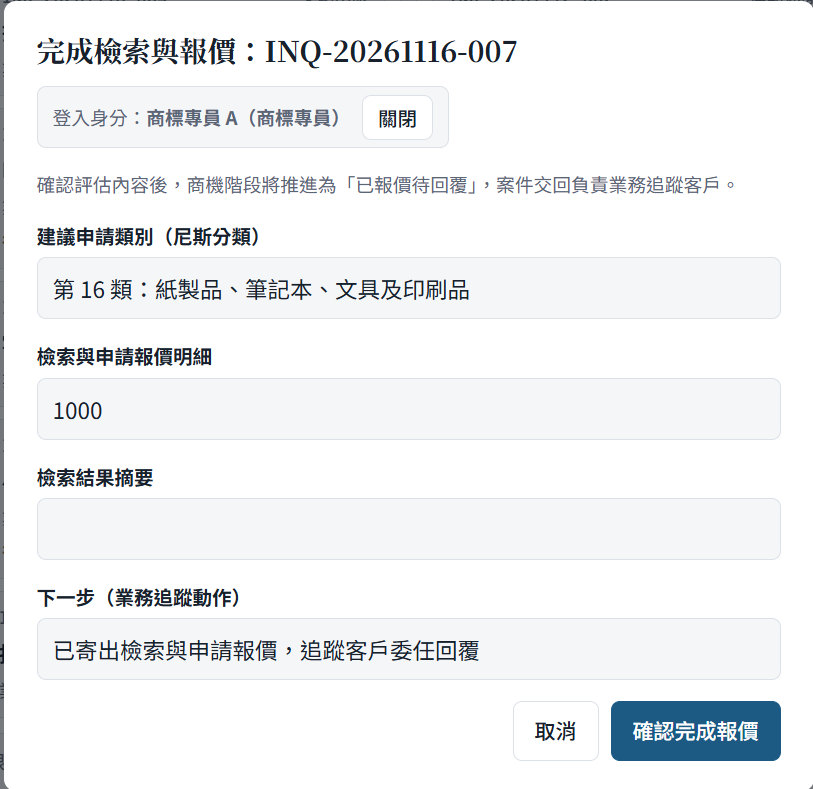 完成檢索與報價：INQ-20261116-007
登入身分：商標專員 A（商標專員） 關閉
確認評估內容後，商機階段將推進為「已報價待回覆」，案件交回負責業務追蹤客戶。
建議申請類別（尼斯分類）
第 16 類：紙製品、筆記本、文具及印刷品
檢索與申請報價明細
1000
檢索結果摘要
下一步（業務追蹤動作）
已寄出檢索與申請報價，追蹤客戶委任回覆
取消 確認完成報價